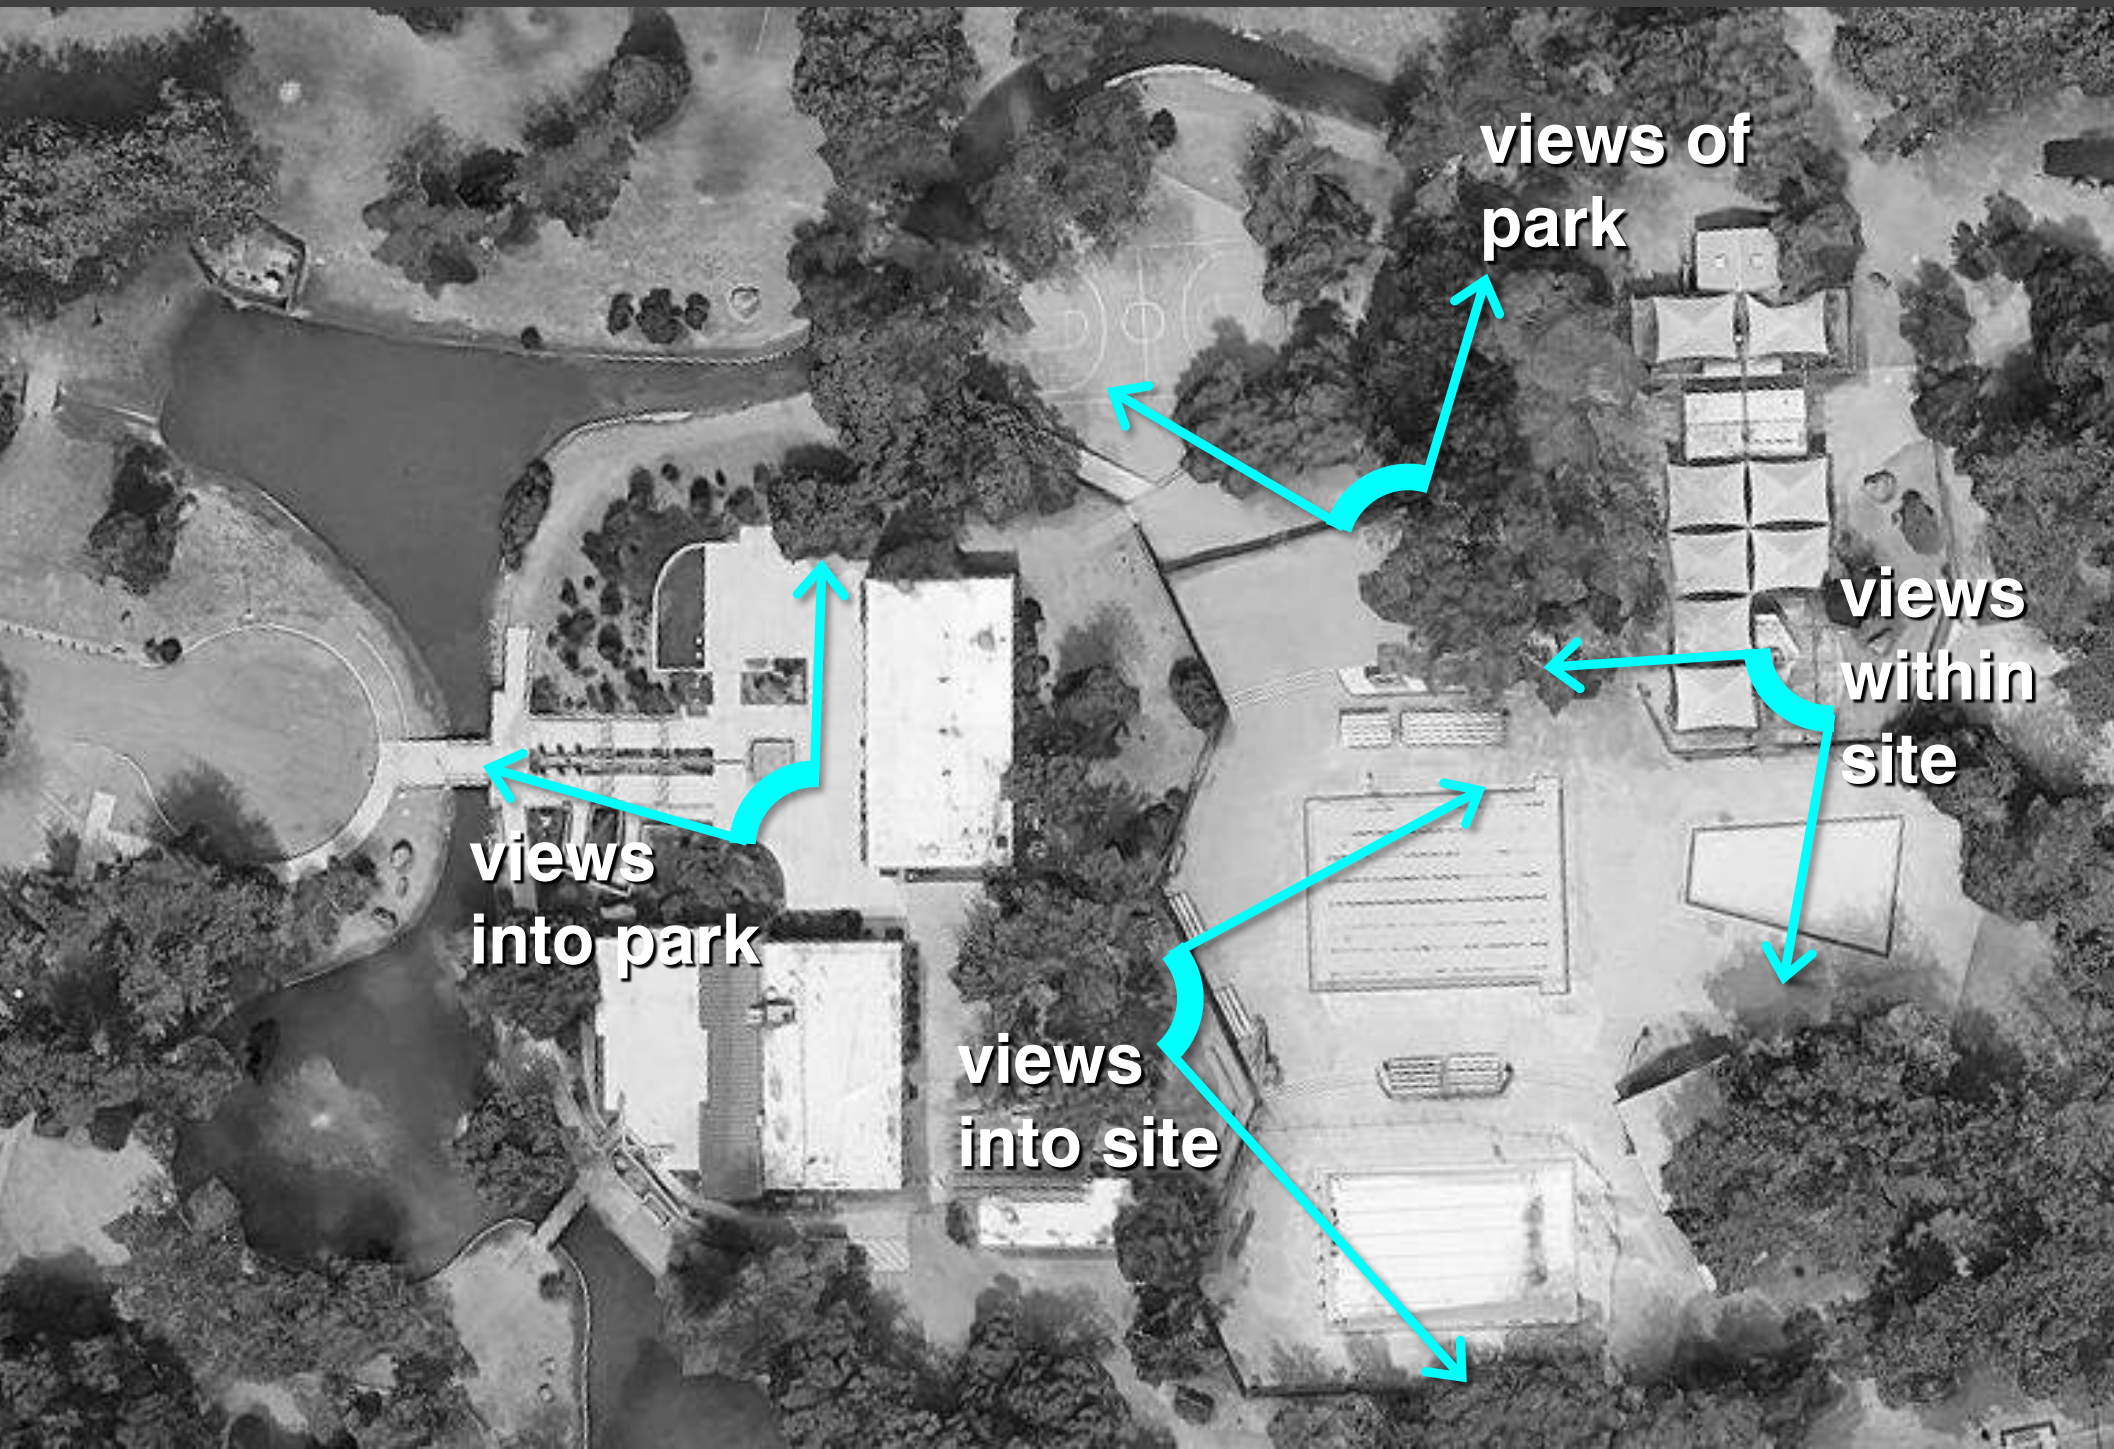 views of
park
views
within
site
views
into park
views
into site